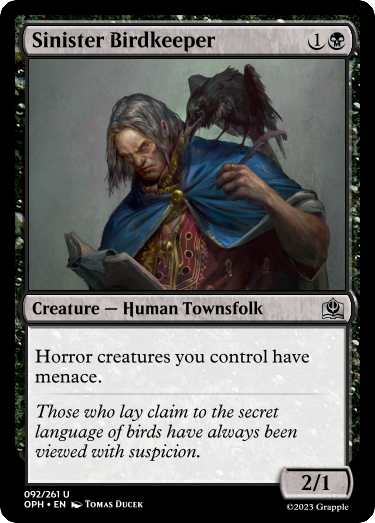 Sinister Birdkeeper 1
Creature — Human Townsfolk
Horror creatures you control have
menace.
Those who lay claim to the secret
language of birds have always been
viewed with suspicion.
2/1
092/261 U
OPH • EN Tomas Ducek
©2023 Grapple